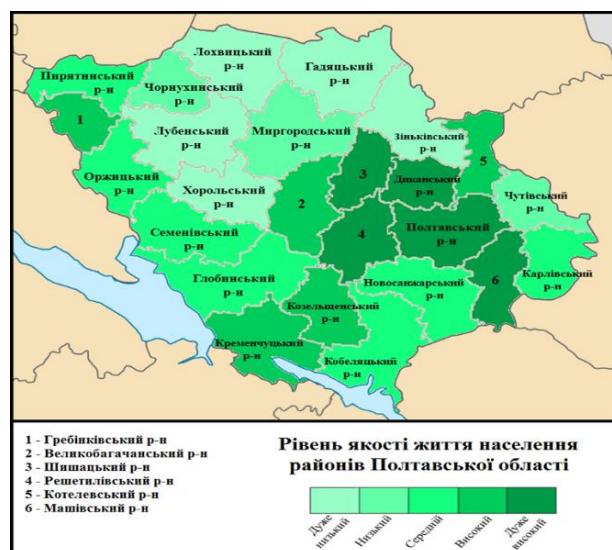 Лохвицький
р-н
Гадяцький
р-н
Пирятинський
р-н
Чорнухинський
р-н
1
Лубенський
р-н
Миргородський
р-н
Зіньківський
р-н
5
3
Диканський
р-н
Оржицький
р-н
Хорольський
р-н
2
Чутівський
р-н
4
Полтавський
р-н
Семенівський
р-н
Глобинський
р-н
Новосанжарський
р-н
6
Карлівський
р-н
Козельщенський
р-н
Кременчуцький
р-н
Кобеляцький
р-н
1 - Гребінківський р-н
2 - Великобагачанський р-н
3 - Шишацький р-н
4 - Решетилівський р-н
5 - Котелевський р-н
6 - Машівський р-н
Рівень якості життя населення
районів Полтавської області
Дуже
низький
Низький
Середній
Високий
Дуже
високий